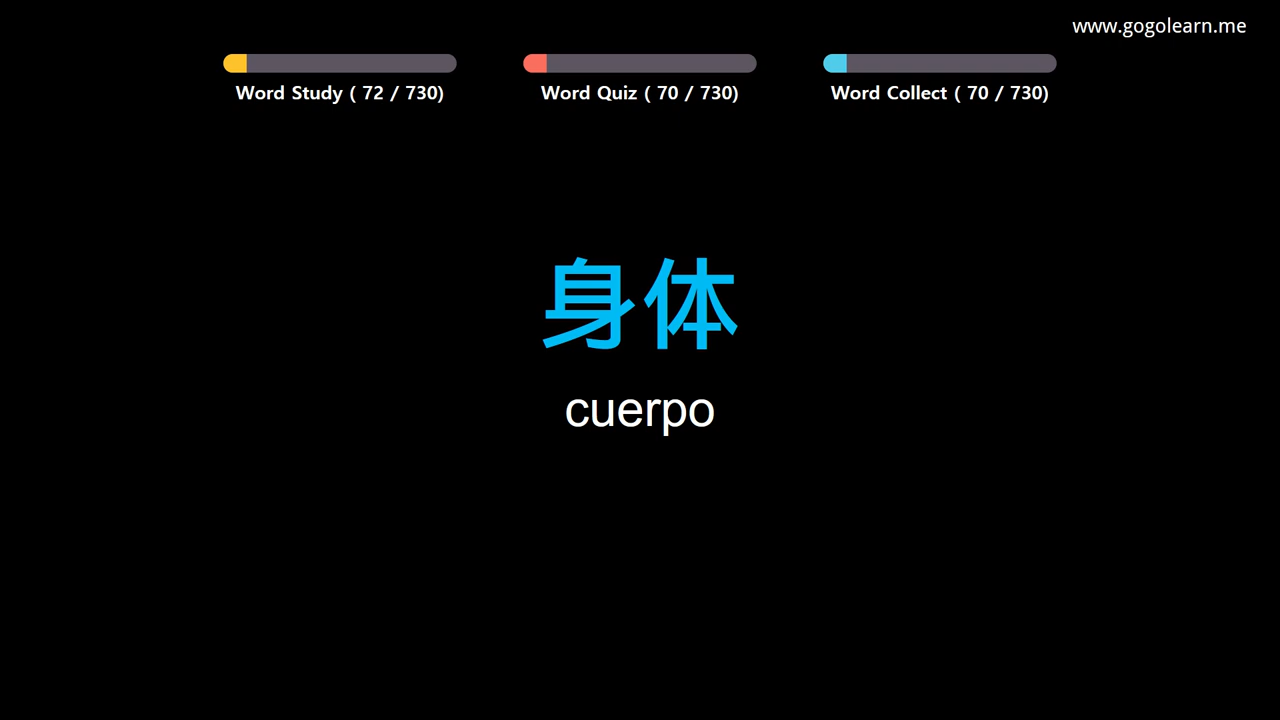 www.gogolearn.me
Word Study ( 72 / 730)
Word Quiz ( 70 / 730)
Word Collect ( 70 / 730)
身体
cuerpo